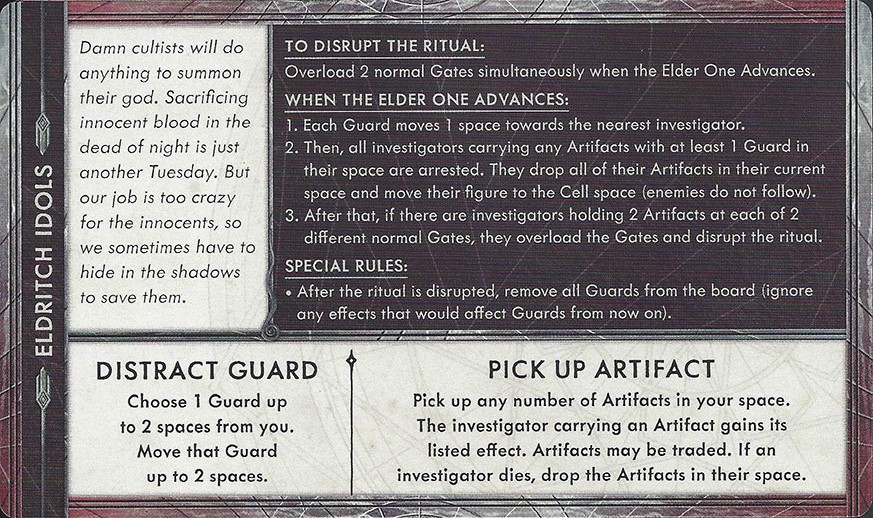 ELDRITCH IDOLS
Damn cultists will do
anything to summon
their god. Sacrificing
innocent blood in the
dead of night is just
another Tuesday. But
our job is too crazy
for the innocents, so
we sometimes have to
hide in the shadows
to save them.
TO DISRUPT THE RITUAL:
Overload 2 normal Gates simultaneously when the Elder One Advances.
WHEN THE ELDER ONE ADVANCES:
1. Each Guard moves 1 space towards the nearest investigator.
2. Then, all investigators carrying any Artifacts with at least 1 Guard in
their space are arrested. They drop all of their Artifacts in their current
space and move their figure to the Cell space (enemies do not follow).
3. After that, if there are investigators holding 2 Artifacts at each of 2
different normal Gates, they overload the Gates and disrupt the ritual.
SPECIAL RULES:
• After the ritual is disrupted, remove all Guards from the board (ignore
any effects that would affect Guards from now on).
DISTRACT GUARD
Choose 1 Guard up
to 2 spaces from you.
Move that Guard
up to 2 spaces.
PICK UP ARTIFACT
Pick up any number of Artifacts in your space.
The investigator carrying an Artifact gains its
listed effect. Artifacts may be traded. If an
investigator dies, drop the Artifacts in their space.